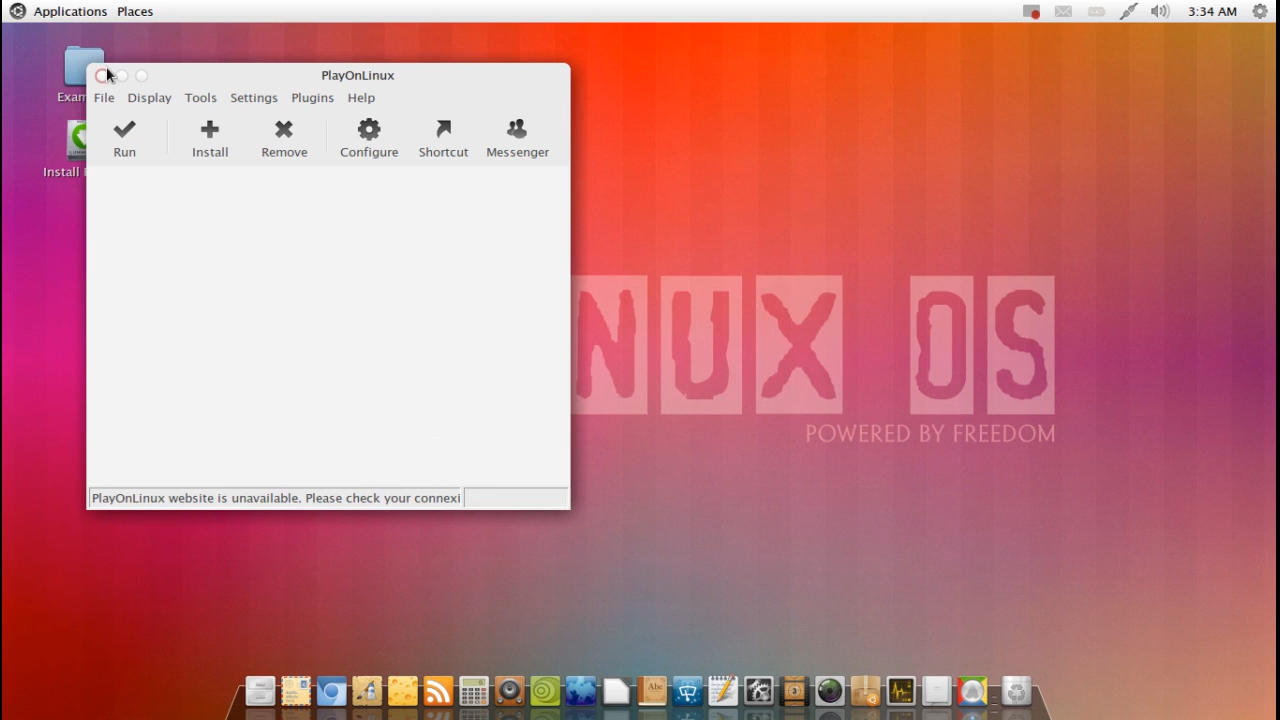 Applications Places 3:34 AM
PlayOnLinux
Exam
File Display Tools Settings Plugins Help
Run Install Remove Configure Shortcut Messenger
Install
NUX OS
POWERED BY FREEDOM
PlayOnLinux website is unavailable. Please check your connexi